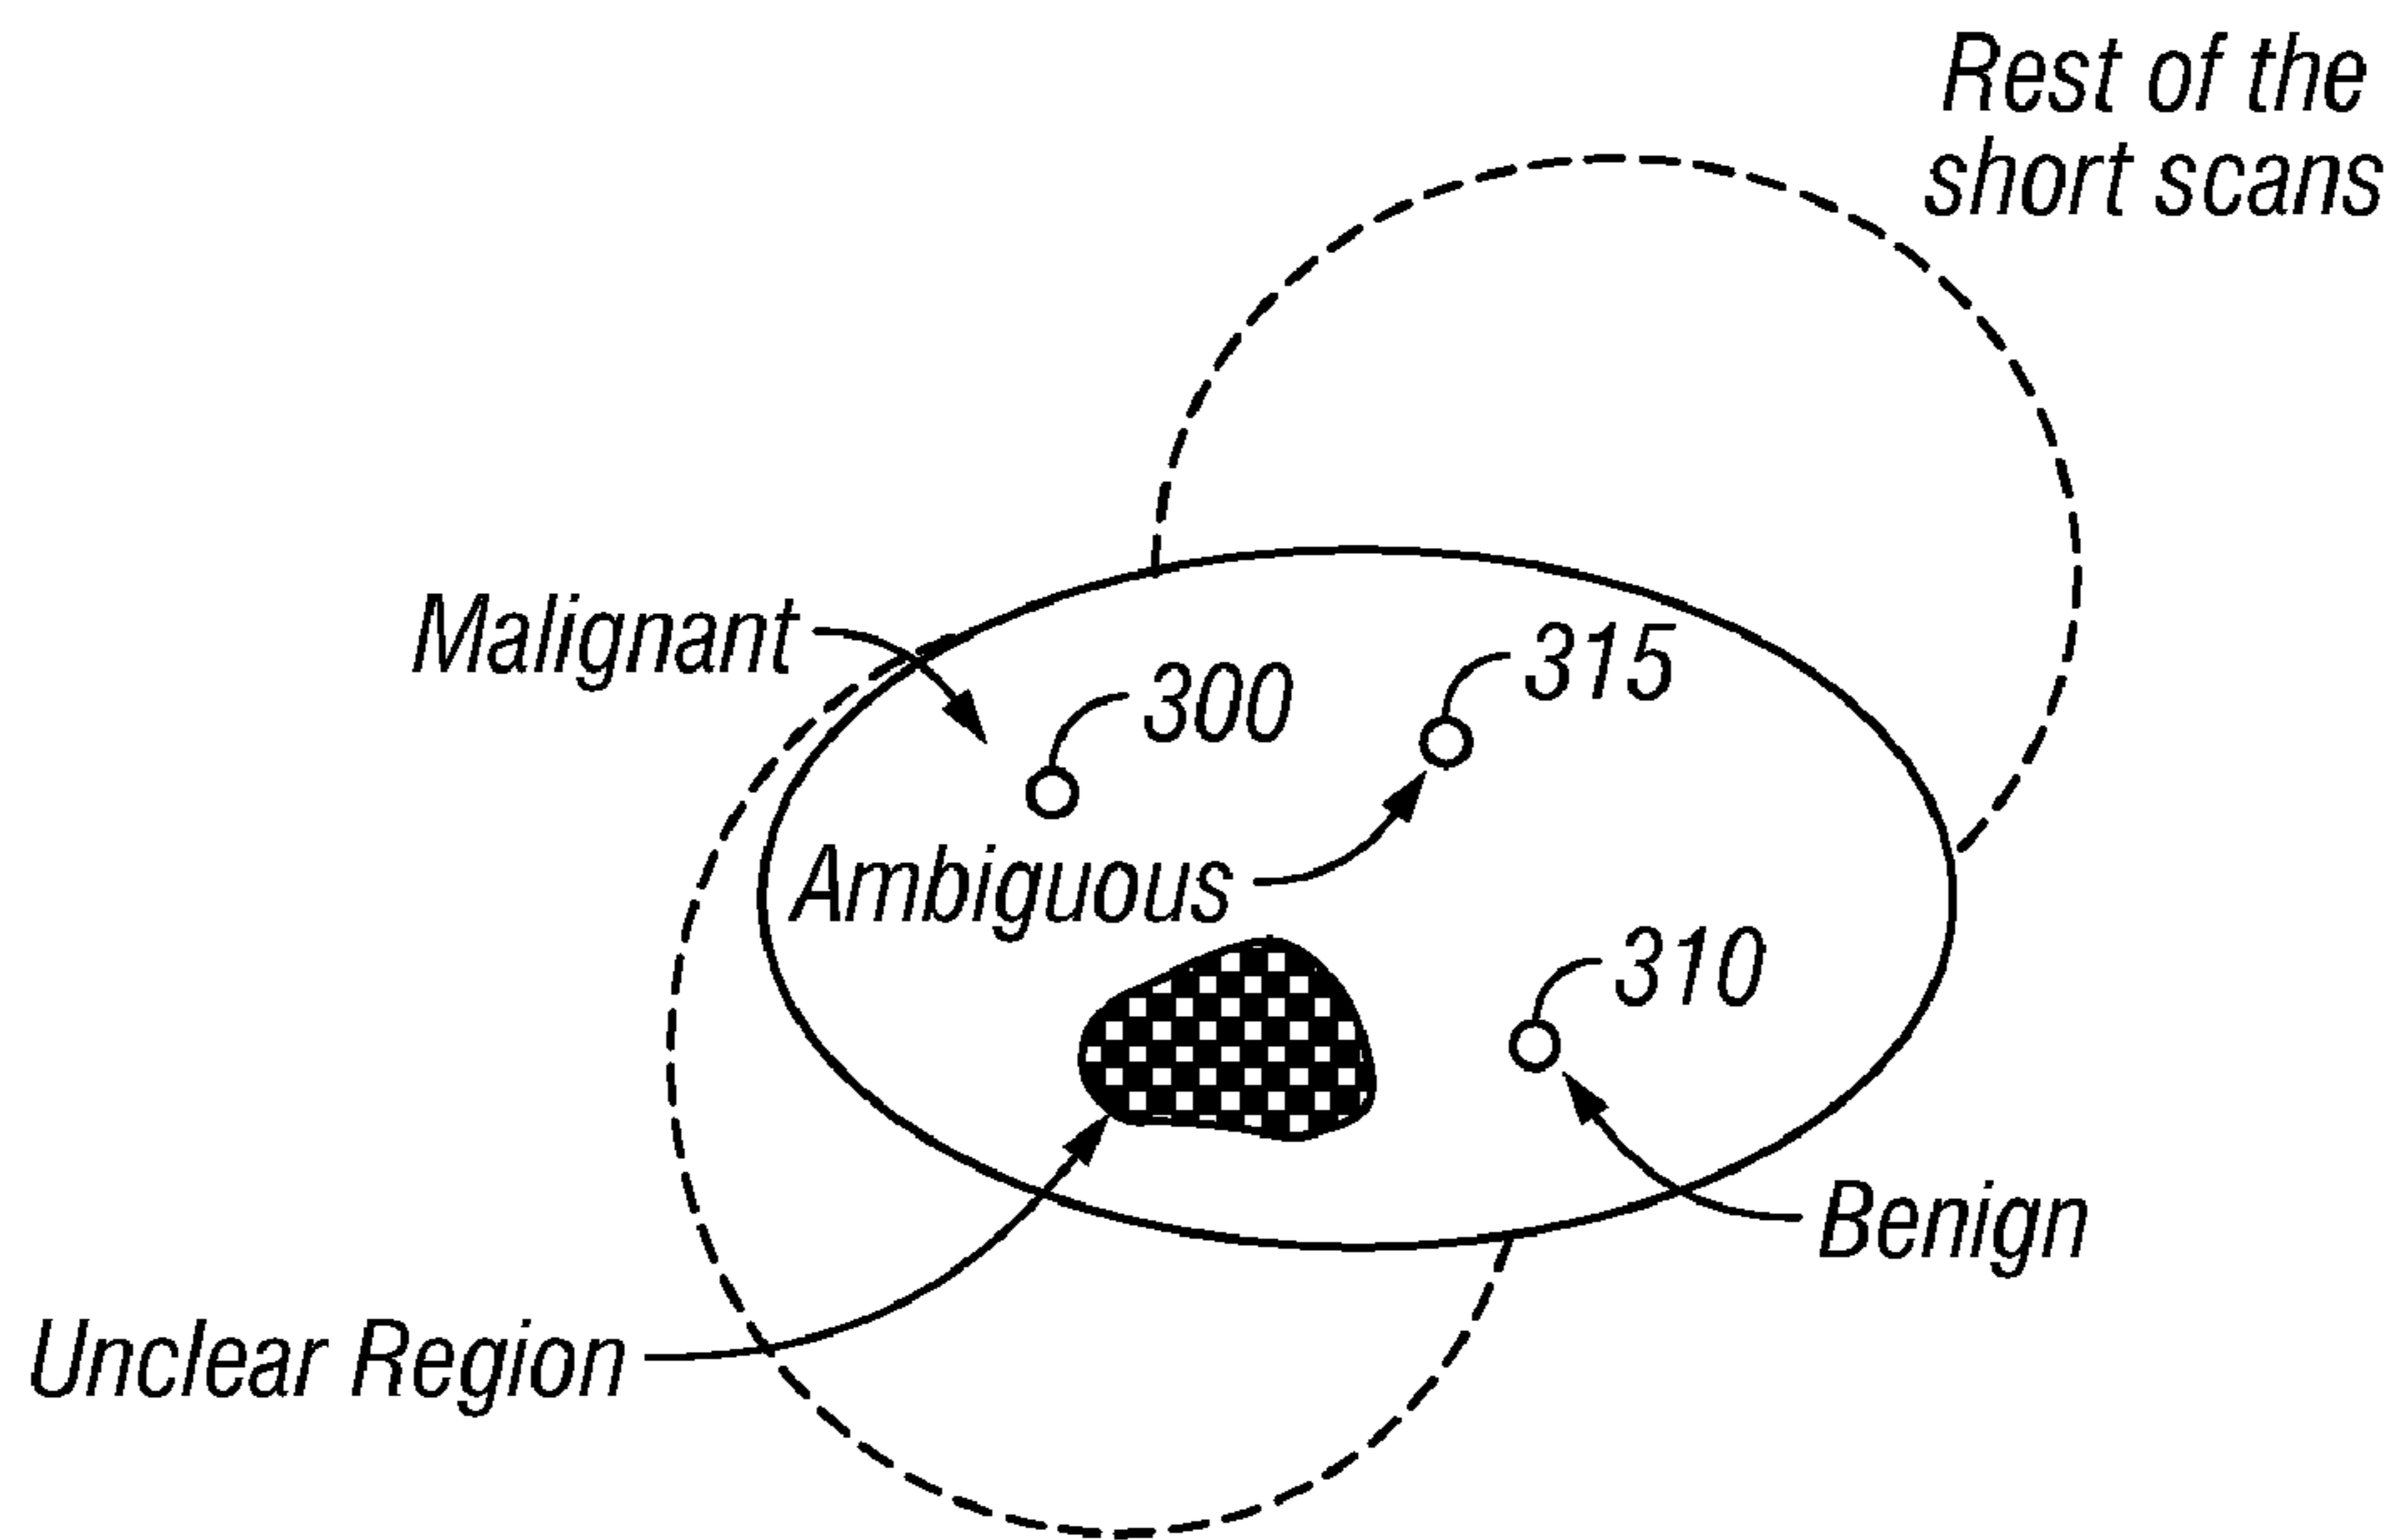 Rest of the
short scans
Malignant
300
315
Ambiguous
310
Benign
Unclear Region